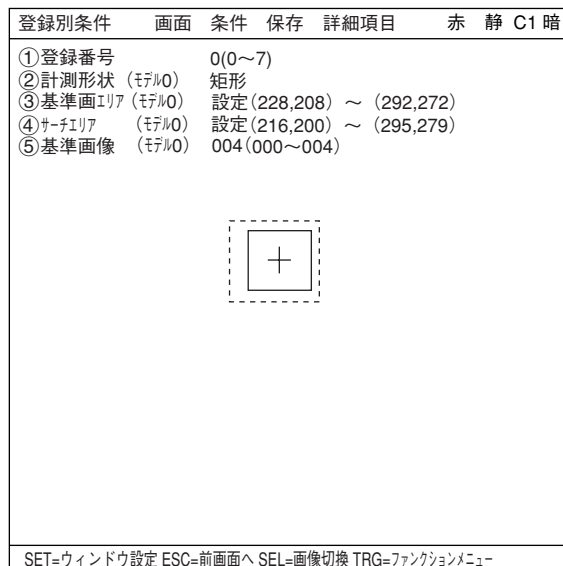 登録別条件 画面 条件 保存 詳細項目 赤 静 C1 暗
①登録番号 0(0～7)
②計測形状(ﾓﾃﾞﾙ0) 矩形
③基準画ｴﾘｱ(ﾓﾃﾞﾙ0) 設定(228,208) ～ (292,272)
④ｻｰﾁｴﾘｱ (ﾓﾃﾞﾙ0) 設定(216,200) ～ (295,279)
⑤基準画像 (ﾓﾃﾞﾙ0) 004(000～004)
SET=ウィンドウ設定 ESC=前画面へ SEL=画像切換 TRG=ﾌｧﾝｸｼｮﾝﾒﾆｭｰ